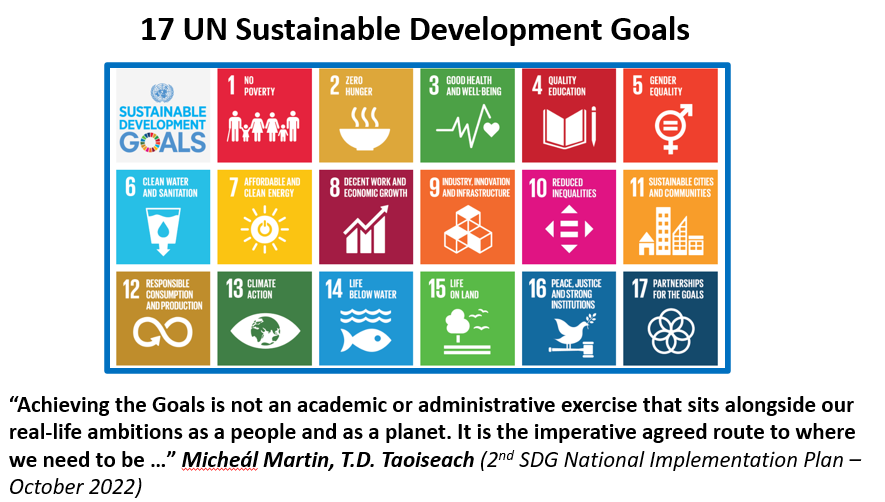 17 UN Sustainable Development Goals
SUSTAINABLE
DEVELOPMENT
GOALS
1 NO
POVERTY
2 ZERO
HUNGER
3 GOOD HEALTH
AND WELL-BEING
4 QUALITY
EDUCATION
5 GENDER
EQUALITY
6 CLEAN WATER
AND SANITATION
7 AFFORDABLE AND
CLEAN ENERGY
8 DECENT WORK AND
ECONOMIC GROWTH
9 INDUSTRY, INNOVATION
AND INFRASTRUCTURE
10 REDUCED
INEQUALITIES
11 SUSTAINABLE CITIES
AND COMMUNITIES
12 RESPONSIBLE
CONSUMPTION
AND PRODUCTION
13 CLIMATE
ACTION
14 LIFE
BELOW WATER
15 LIFE
ON LAND
16 PEACE, JUSTICE
AND STRONG
INSTITUTIONS
17 PARTNERSHIPS
FOR THE GOALS
“Achieving the Goals is not an academic or administrative exercise that sits alongside our
real-life ambitions as a people and as a planet. It is the imperative agreed route to where
we need to be …” Micheál Martin, T.D. Taoiseach (2nd SDG National Implementation Plan –
October 2022)